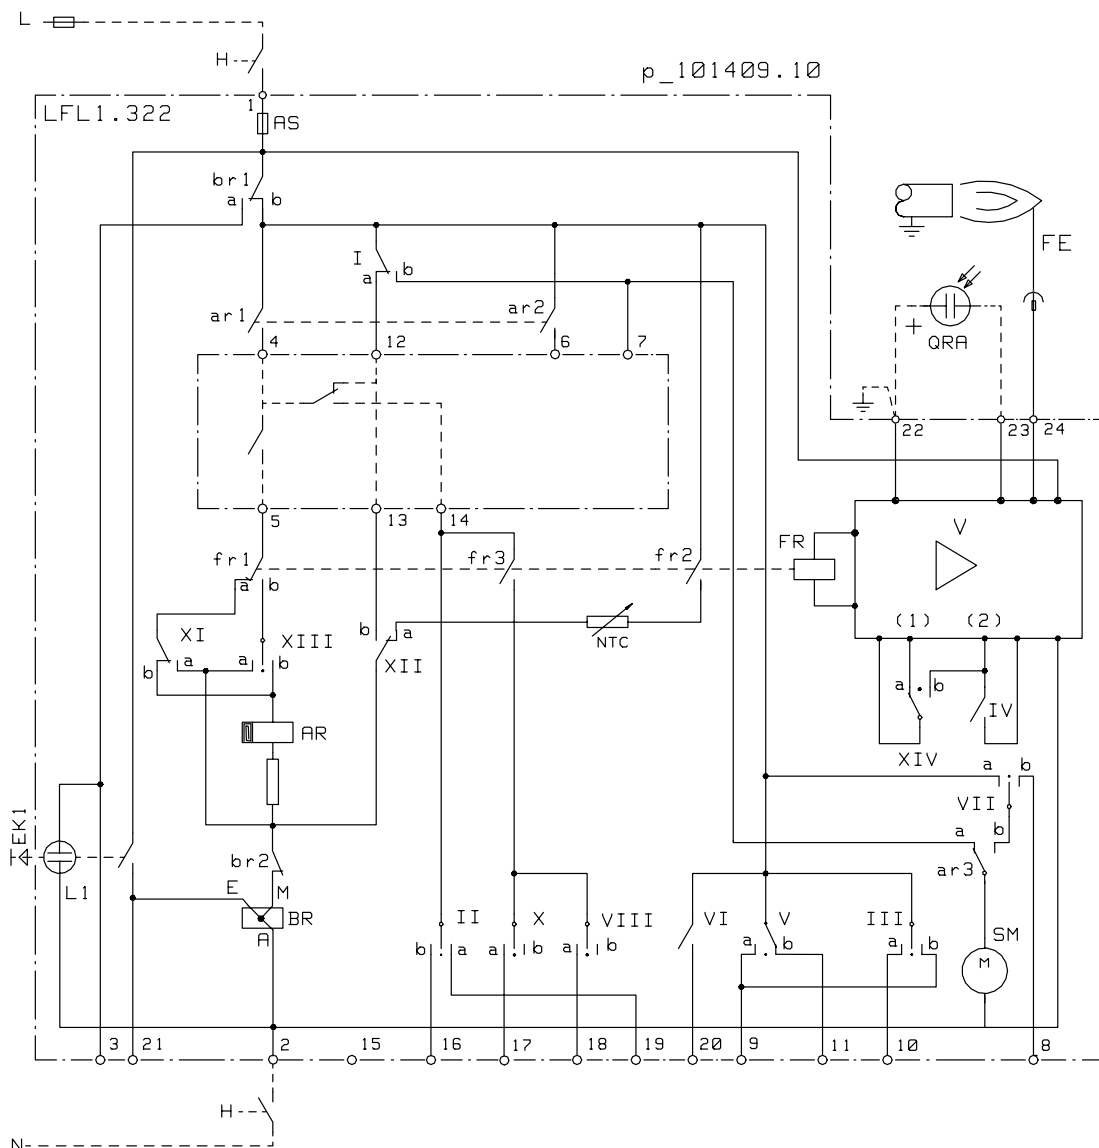 L
H
p_101409.10
LFL1.322
1
AS
br1
a b
FE
I
a b
ar1
ar2
+
QRA
4
12
6
7
22
23
24
V
5
13
14
fr1
a b
fr3
fr2
FR
(1) (2)
XI
XIII
b a
a b
b a
XII
NTC
a b
IV
XIV
AR
a b
VII
EK1
a b
ar3
br2
L1
E M
BR
A
II
X
VIII
VI
V
III
SM
M
b a
a b
a b
a b
a b
3
21
2
15
16
17
18
19
20
9
11
10
8
H
N